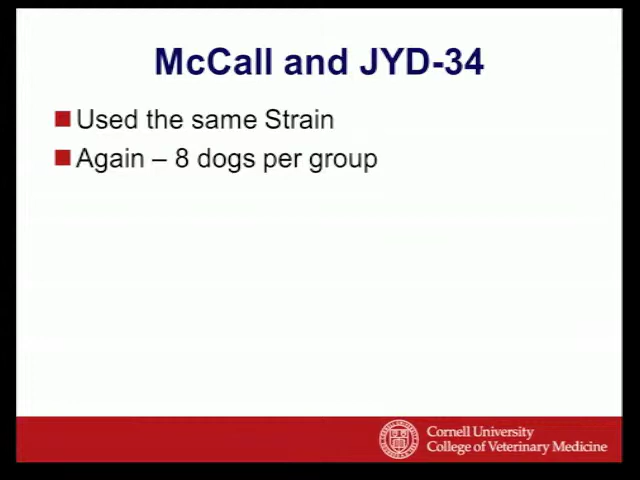 McCall and JYD-34
Used the same Strain
Again – 8 dogs per group
Cornell University
College of Veterinary Medicine